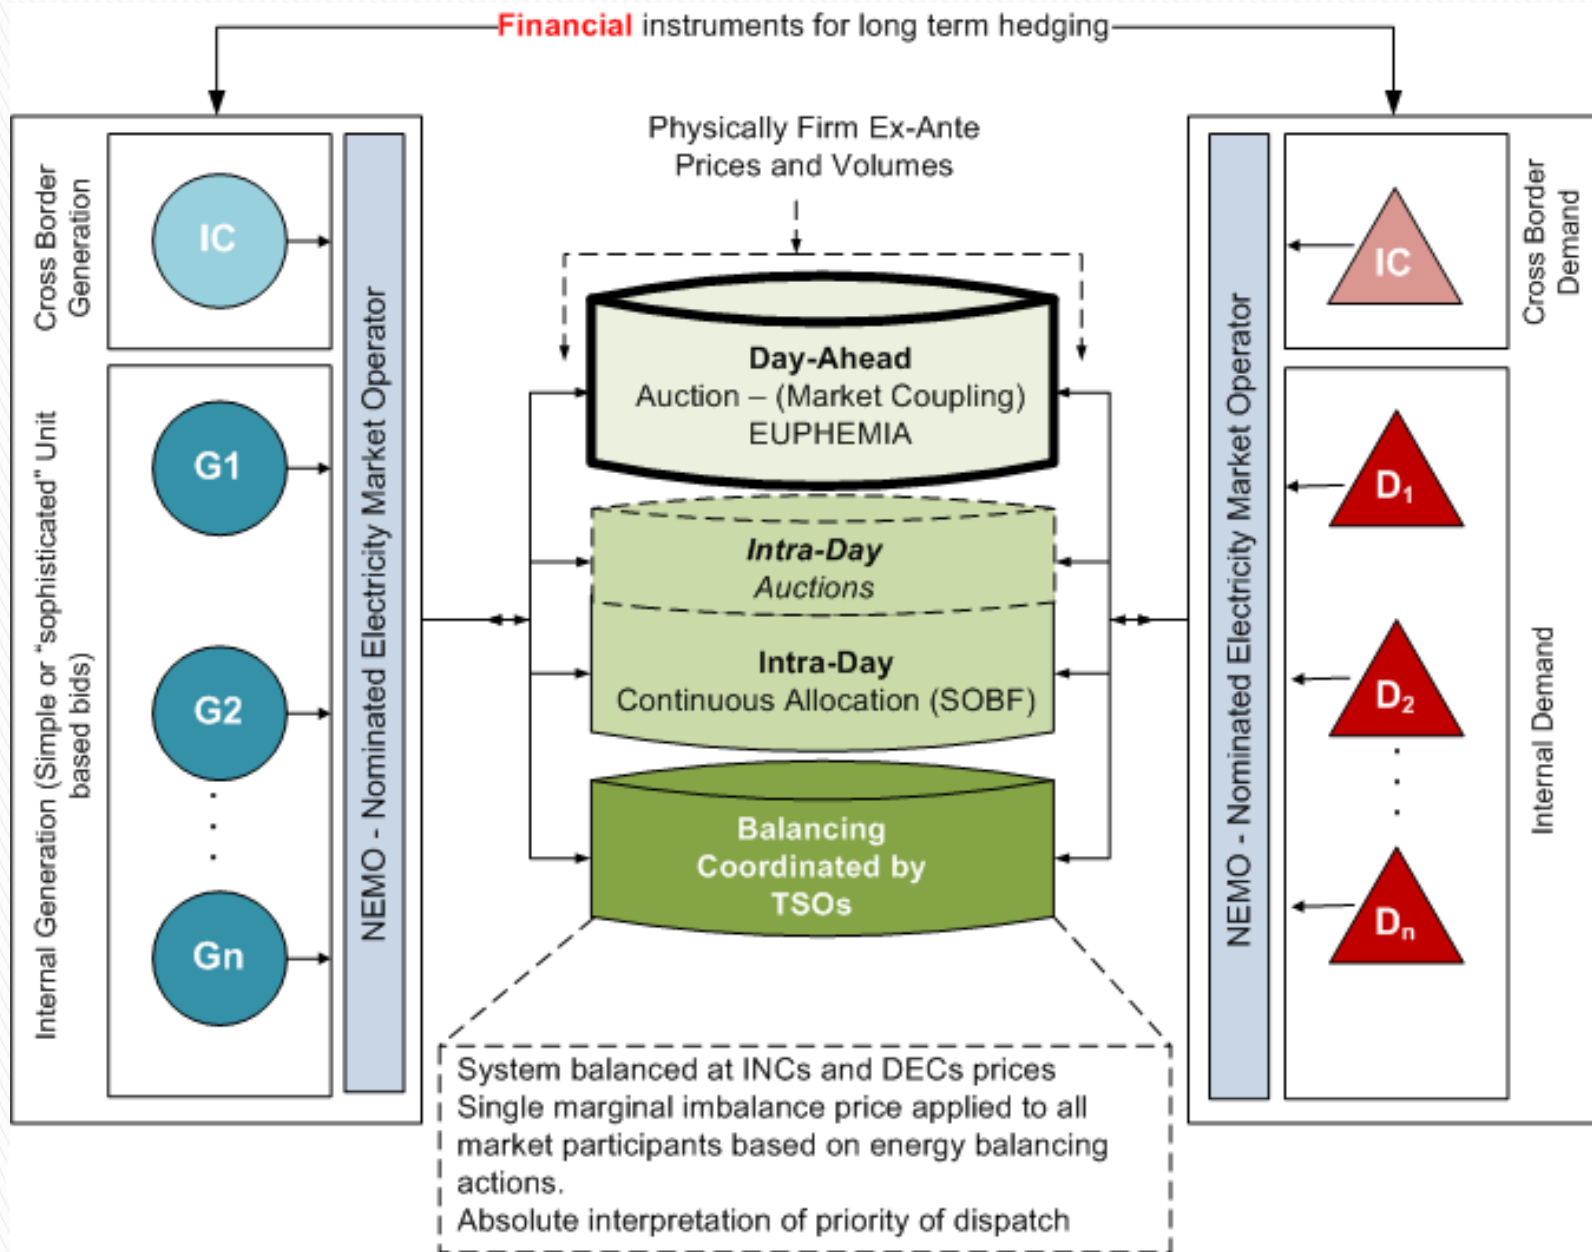 Financial instruments for long term hedging
Physically Firm Ex-Ante
Prices and Volumes
Cross Border
Generation
IC
Internal Generation (Simple or “sophisticated" Unit
based bids)
G1
G2
Gn
NEMO - Nominated Electricity Market Operator
Day-Ahead
Auction – (Market Coupling)
EUPHEMIA
Intra-Day
Auctions
Intra-Day
Continuous Allocation (SOBF)
Balancing
Coordinated by
TSOs
System balanced at INCs and DECs prices
Single marginal imbalance price applied to all
market participants based on energy balancing
actions.
Absolute interpretation of priority of dispatch
NEMO - Nominated Electricity Market Operator
IC
Cross Border
Demand
D₁
D₂
Dₙ
Internal Demand